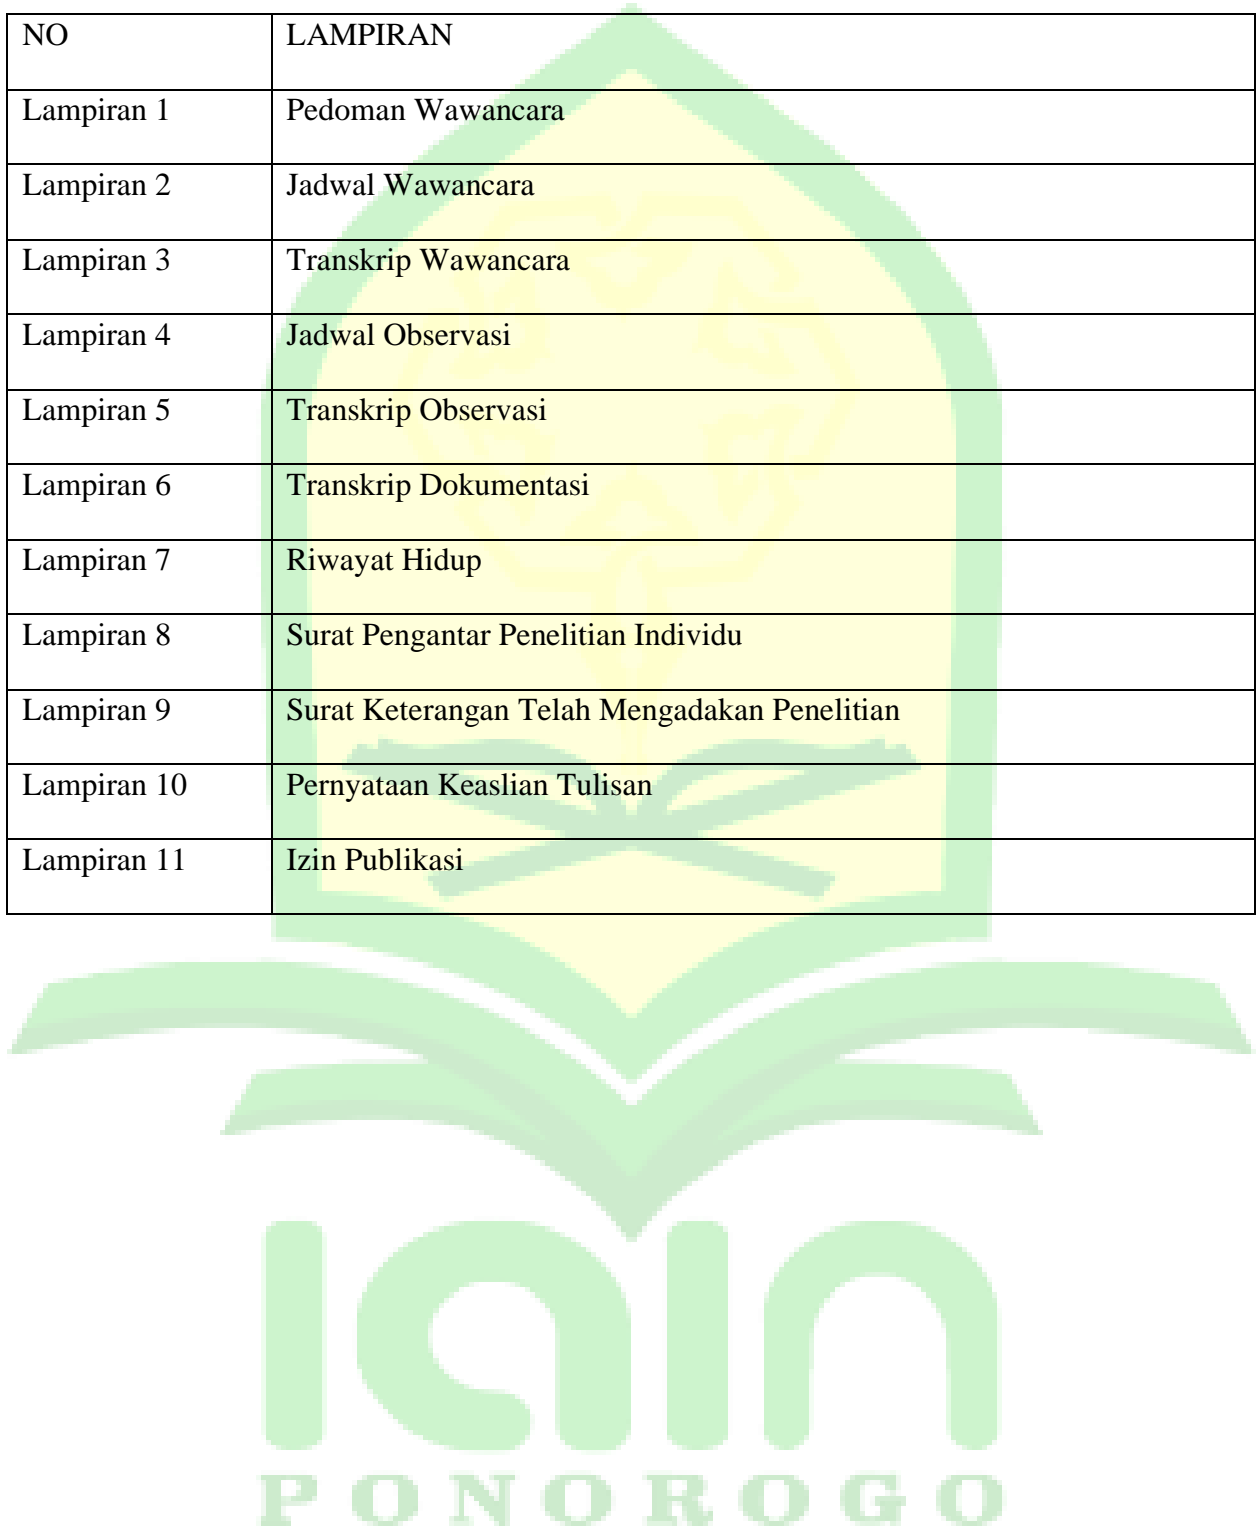 NO LAMPIRAN
Lampiran 1 Pedoman Wawancara
Lampiran 2 Jadwal Wawancara
Lampiran 3 Transkrip Wawancara
Lampiran 4 Jadwal Observasi
Lampiran 5 Transkrip Observasi
Lampiran 6 Transkrip Dokumentasi
Lampiran 7 Riwayat Hidup
Lampiran 8 Surat Pengantar Penelitian Individu
Lampiran 9 Surat Keterangan Telah Mengadakan Penelitian
Lampiran 10 Pernyataan Keaslian Tulisan
Lampiran 11 Izin Publikasi
iain
PONOROGO